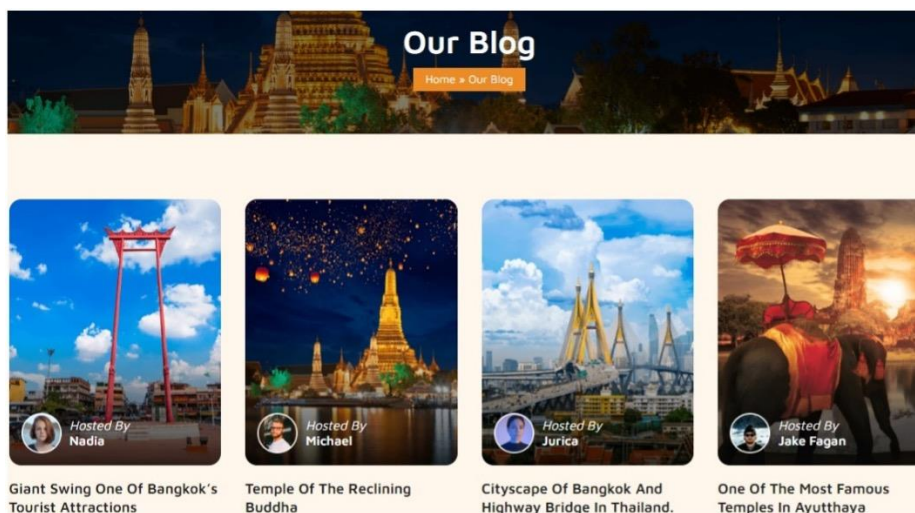 Our Blog
Home » Our Blog
Hosted By
Nadia
Hosted By
Michael
Hosted By
Jurica
Hosted By
Jake Fagan
Giant Swing One Of Bangkok's
Tourist Attractions
Temple Of The Reclining
Buddha
Cityscape Of Bangkok And
Highway Bridge In Thailand.
One Of The Most Famous
Temples In Ayutthaya